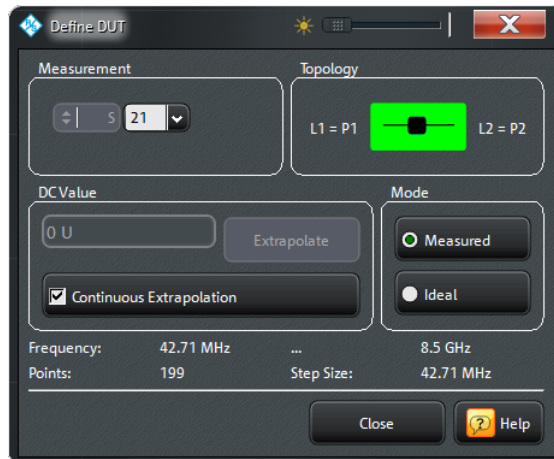 Define DUT
Measurement
S 21
Topology
L1 = P1 L2 = P2
DC Value
0 U
Extrapolate
Continuous Extrapolation
Mode
Measured
Ideal
Frequency: 42.71 MHz ... 8.5 GHz
Points: 199 Step Size: 42.71 MHz
Close
? Help